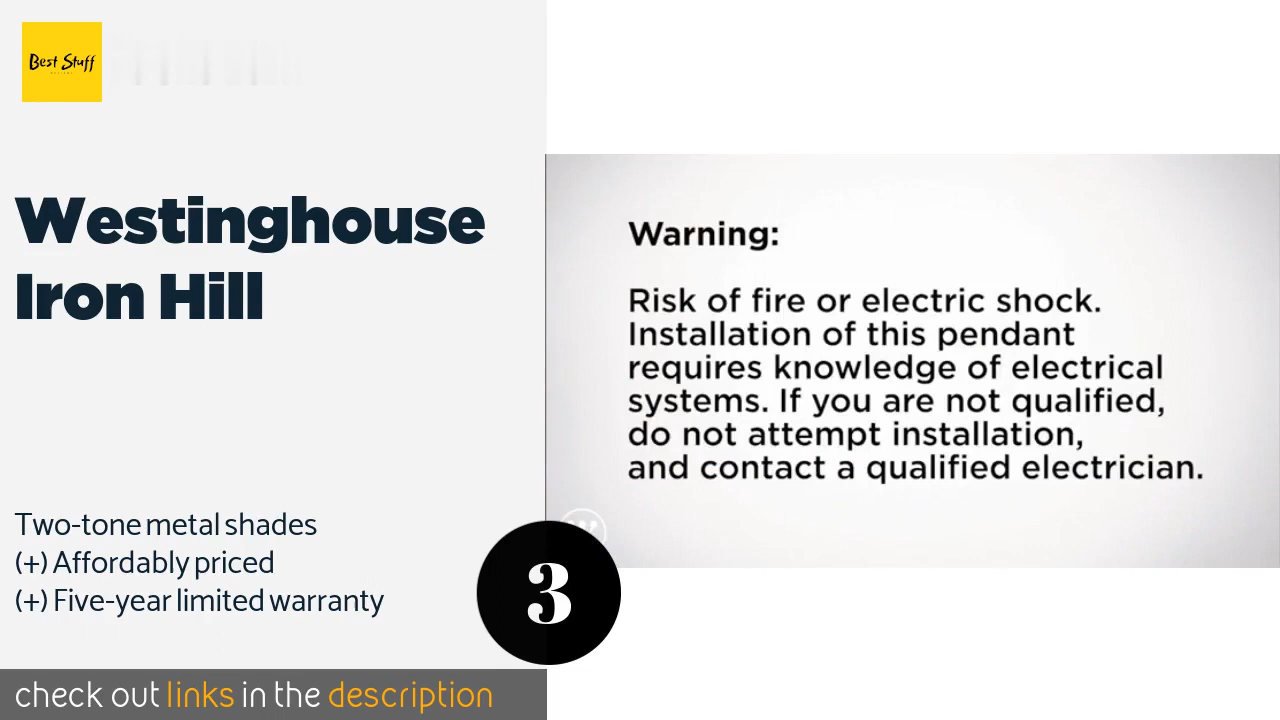 Best Stuff
Westinghouse
Iron Hill
Warning:
Risk of fire or electric shock.
Installation of this pendant
requires knowledge of electrical
systems. If you are not qualified,
do not attempt installation,
and contact a qualified electrician.
Two-tone metal shades
(+) Affordably priced
(+) Five-year limited warranty
3
check out links in the description